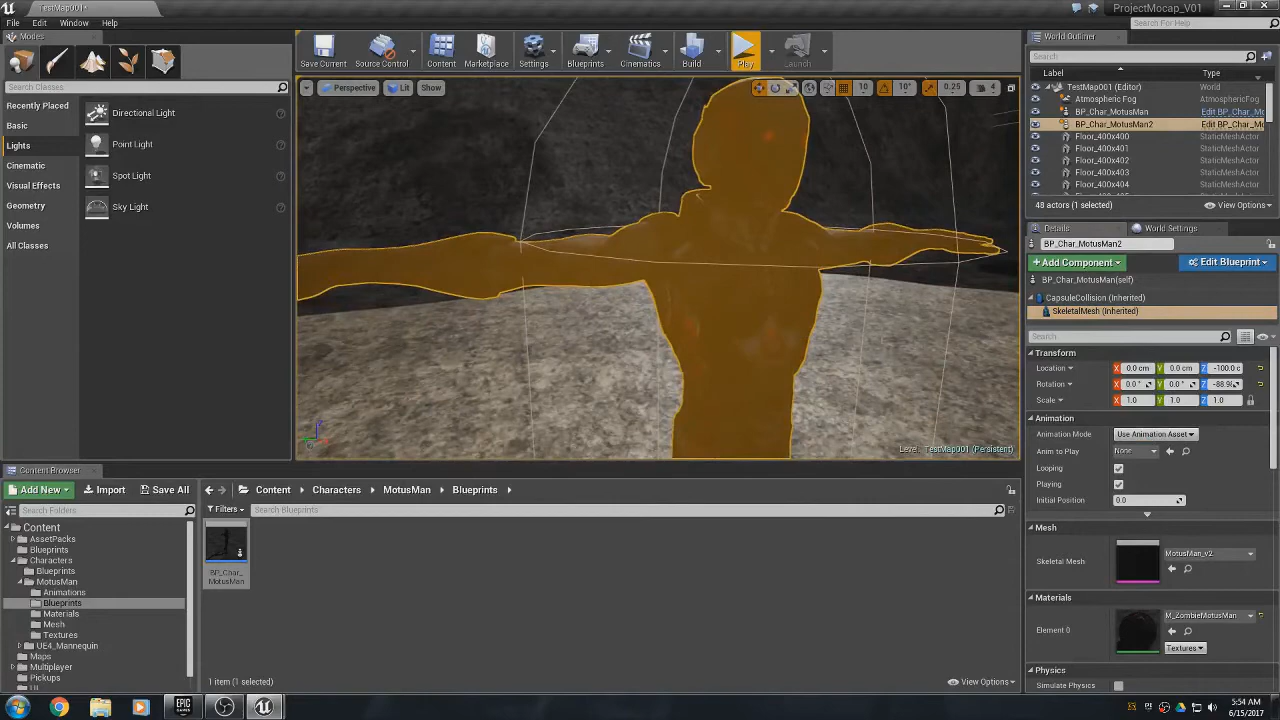 TestMap001*
ProjectMocap_V01
File Edit Window Help
Search For Help
Modes
World Outliner
Save Current Source Control Content Marketplace Settings Blueprints Cinematics Build Play Launch
Search
Label Type
Search Classes
Perspective Lit Show 10 10° 0.25 4
TestMap001 (Editor) World
Recently Placed
Basic
Lights
Cinematic
Visual Effects
Geometry
Volumes
All Classes
Directional Light
Point Light
Spot Light
Sky Light
Atmospheric Fog AtmosphericFog
BP_Char_MotusMan Edit BP_Char_Mo
BP_Char_MotusMan2 Edit BP_Char_Mo
Floor_400x400 StaticMeshActor
Floor_400x401 StaticMeshActor
Floor_400x402 StaticMeshActor
Floor_400x403 StaticMeshActor
Floor_400x404 StaticMeshActor
48 actors (1 selected) View Options
Details World Settings
BP_Char_MotusMan2
Add Component Edit Blueprint
BP_Char_MotusMan(self)
CapsuleCollision (Inherited)
SkeletalMesh (Inherited)
Search
Transform
Location X 0.0 cm Y 0.0 cm Z -100.0 c
Rotation X 0.0 ° Y 0.0 ° Z -88.9
Scale X 1.0 Y 1.0 Z 1.0
Animation
Animation Mode Use Animation Asset
Anim to Play None
Looping
Playing
Initial Position 0.0
Mesh
Skeletal Mesh MotusMan_v2
Materials
Element 0 M_ZombieMotusMan
Textures
Physics
Simulate Physics
Level: TestMap001 (Persistent)
Content Browser
Add New Import Save All Content Characters MotusMan Blueprints
Search Folders Filters Search Blueprints
Content
AssetPacks
Blueprints
Characters
Blueprints
MotusMan
Animations
Blueprints
Materials
Mesh
Textures
UE4_Mannequin
Maps
Multiplayer
Pickups
BP_Char_
MotusMan
1 item (1 selected) View Options
EPIC
GAMES
5:54 AM
6/15/2017